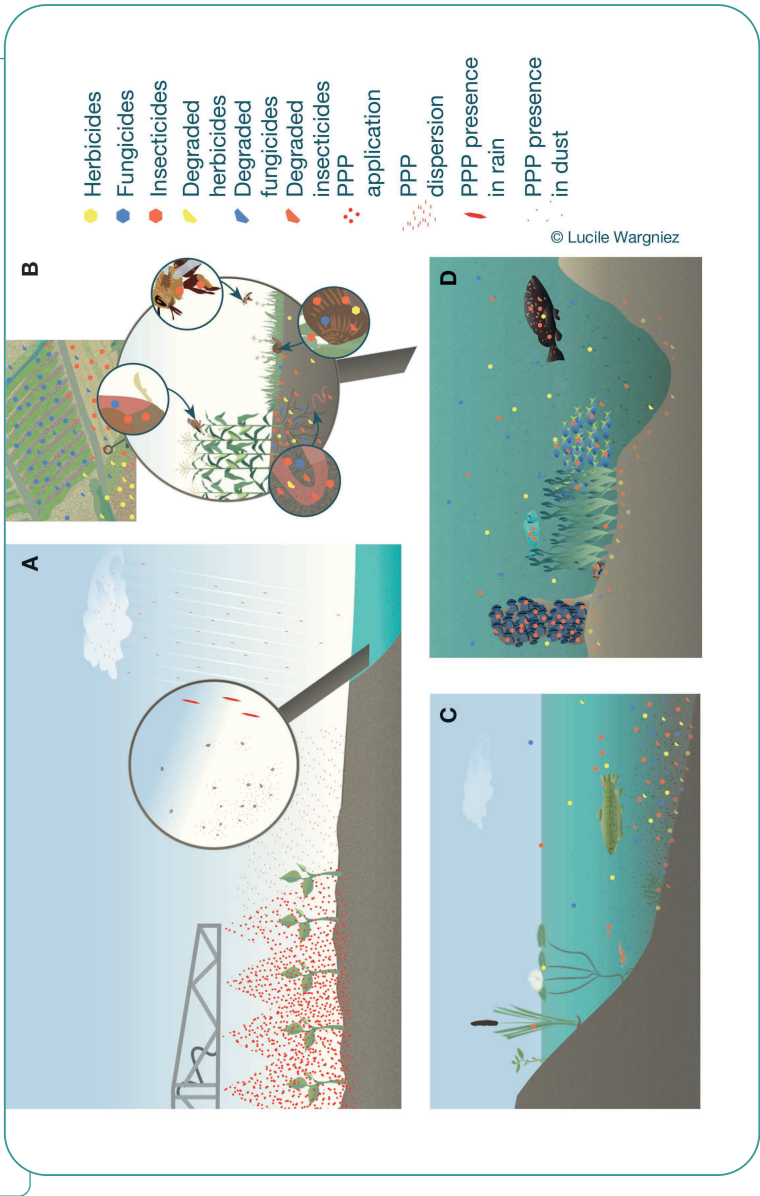 A
B
C
D
Herbicides
Fungicides
Insecticides
Degraded
herbicides
Degraded
fungicides
Degraded
insecticides
PPP
application
PPP
dispersion
PPP presence
in rain
PPP presence
in dust
© Lucile Wargniez